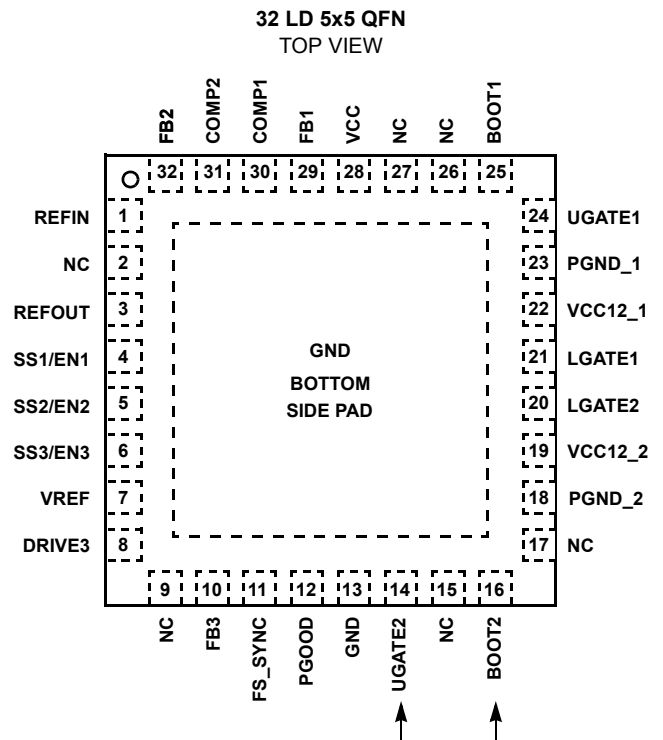 32 LD 5x5 QFN
TOP VIEW
FB2
COMP2
COMP1
FB1
VCC
NC
NC
BOOT1
32
31
30
29
28
27
26
25
REFIN
1
24
UGATE1
NC
2
23
PGND_1
REFOUT
3
22
VCC12_1
SS1/EN1
4
21
LGATE1
SS2/EN2
5
20
LGATE2
SS3/EN3
6
19
VCC12_2
VREF
7
18
PGND_2
DRIVE3
8
17
NC
GND
BOTTOM
SIDE PAD
9
10
11
12
13
14
15
16
NC
FB3
FS_SYNC
PGOOD
GND
UGATE2
NC
BOOT2